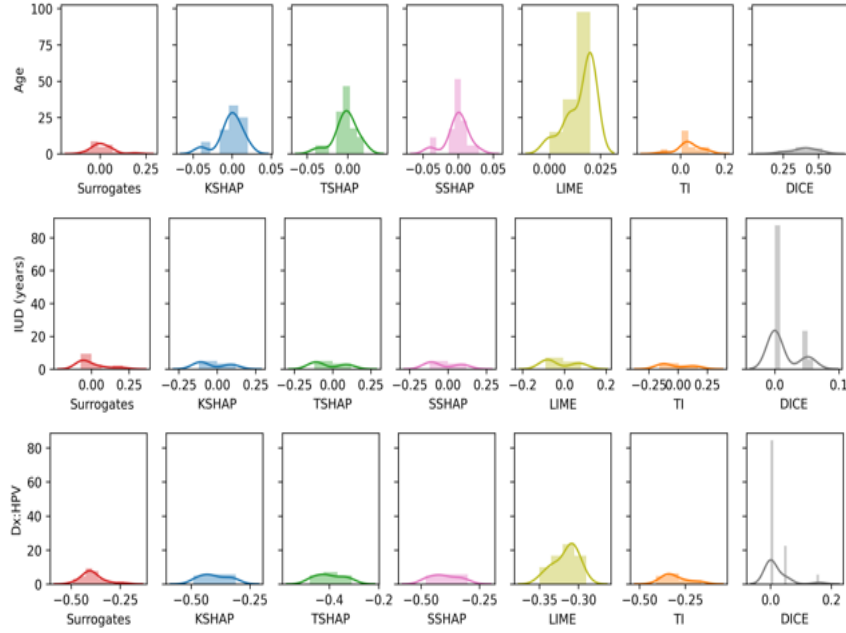 100
75
50
25
0
Age
0.00 0.25
−0.05 0.00 0.05
−0.05 0.00
−0.05 0.00 0.05
0.000 0.025
0.0 0.2
0.25 0.50
Surrogates KSHAP TSHAP SSHAP LIME TI DICE
80
60
40
20
0
IUD (years)
0.00 0.25
−0.25 0.00 0.25
−0.25 0.00 0.25
−0.25 0.00 0.25
−0.2 0.0 0.2
−0.25 0.00 0.25
0.0 0.1
Surrogates KSHAP TSHAP SSHAP LIME TI DICE
80
60
40
20
0
Dx:HPV
−0.50 −0.25
−0.50 −0.25
−0.4 −0.2
−0.50 −0.25
−0.35 −0.30
−0.50 −0.25
0.0 0.2
Surrogates KSHAP TSHAP SSHAP LIME TI DICE